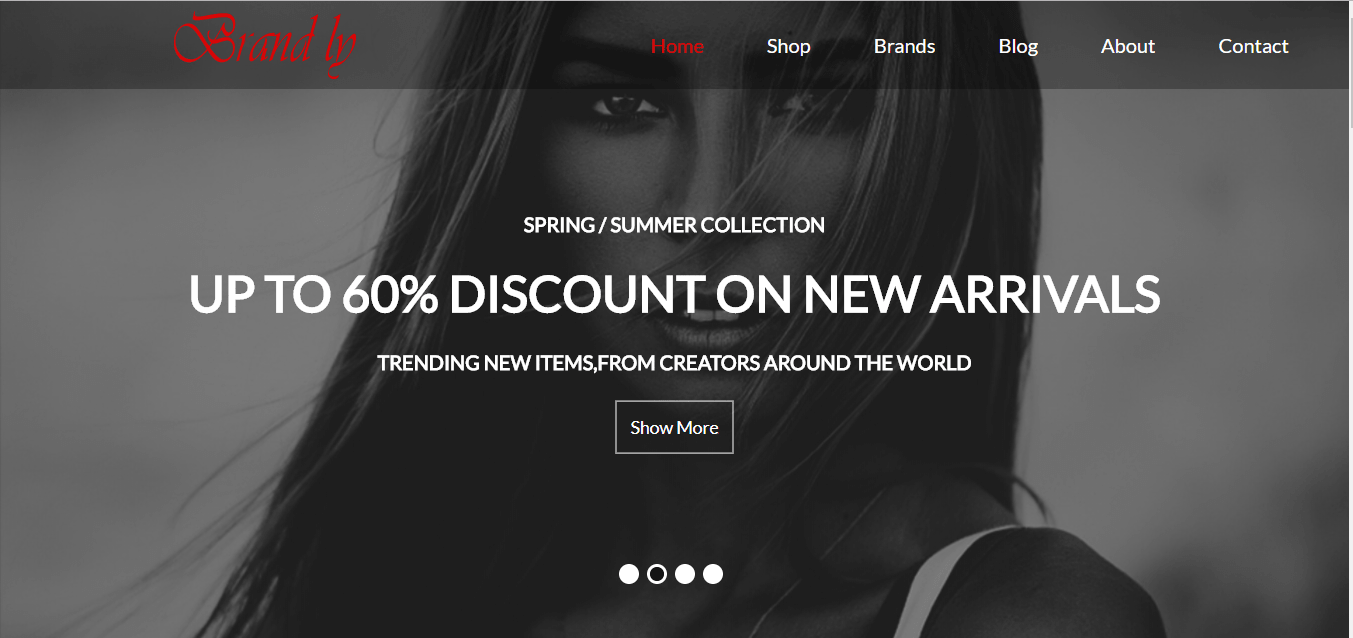 Brand ly
Home Shop Brands Blog About Contact
SPRING / SUMMER COLLECTION
UP TO 60% DISCOUNT ON NEW ARRIVALS
TRENDING NEW ITEMS,FROM CREATORS AROUND THE WORLD
Show More